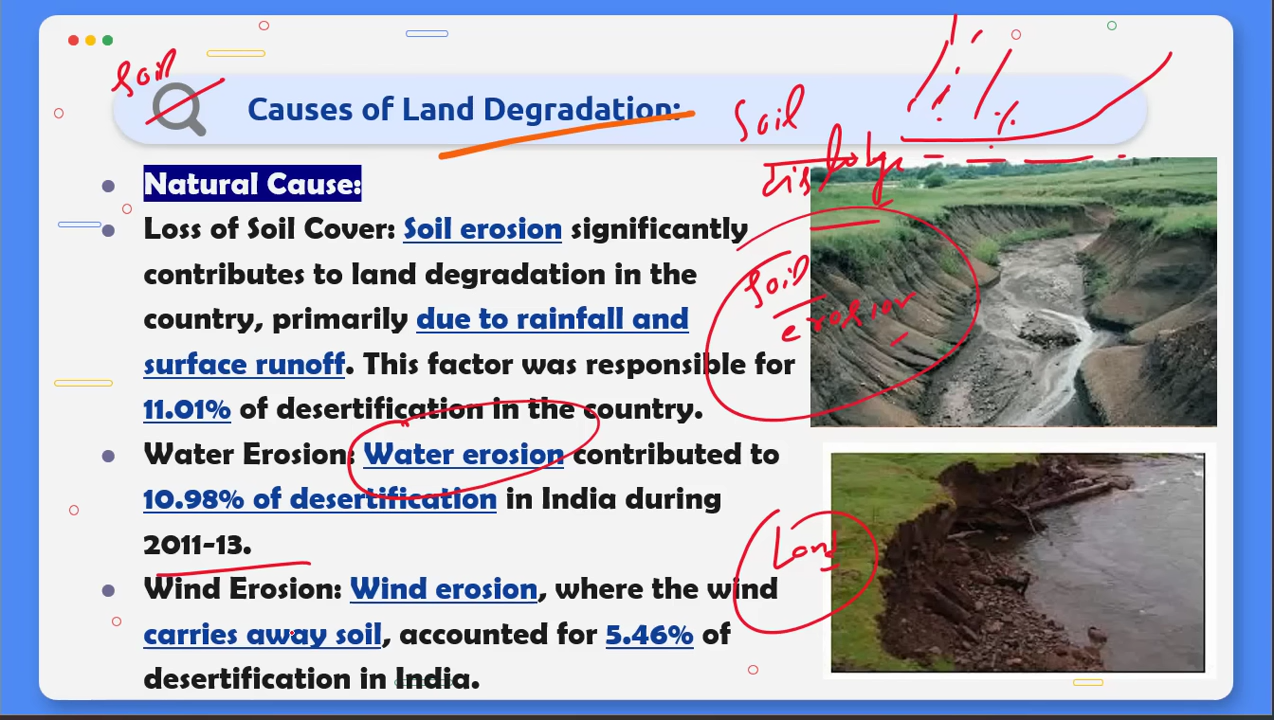 Soil
Causes of Land Degradation:
Soil
dislodge
Natural Cause:
Loss of Soil Cover: Soil erosion significantly
contributes to land degradation in the
country, primarily due to rainfall and
surface runoff. This factor was responsible for
11.01% of desertification in the country.
Soil
erosion
Water Erosion: Water erosion contributed to
10.98% of desertification in India during
2011-13.
Land
Wind Erosion: Wind erosion, where the wind
carries away soil, accounted for 5.46% of
desertification in India.